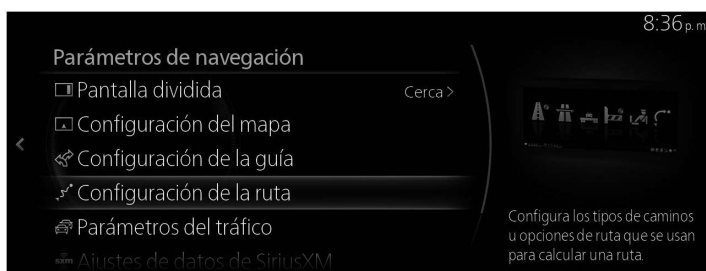 8:36 p. m
Parámetros de navegación
Pantalla dividida
Cerca >
Configuración del mapa
Configuración de la guía
Configuración de la ruta
Parámetros del tráfico
sxm Ajustes de datos de SiriusXM
Configura los tipos de caminos
u opciones de ruta que se usan
para calcular una ruta.